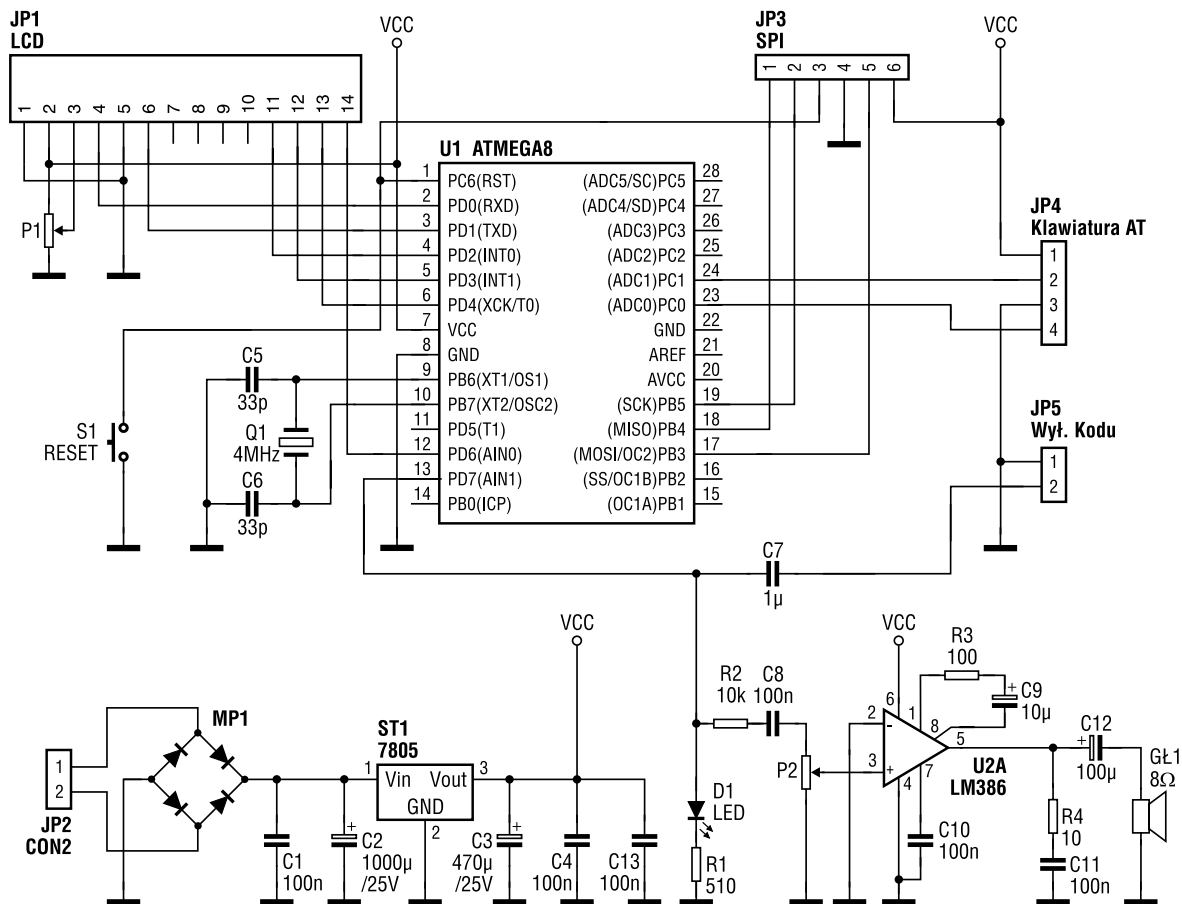 JP1
LCD
1 2 3 4 5 6 7 8 9 10 11 12 13 14
VCC
JP3
SPI
1 2 3 4 5 6
VCC
U1 ATMEGA8
1 PC6(RST) (ADC5/SC)PC5 28
2 PD0(RXD) (ADC4/SD)PC4 27
3 PD1(TXD) (ADC3)PC3 26
4 PD2(INT0) (ADC2)PC2 25
5 PD3(INT1) (ADC1)PC1 24
6 PD4(XCK/T0) (ADC0)PC0 23
7 VCC GND 22
8 GND AREF 21
9 PB6(XT1/OS1) AVCC 20
10 PB7(XT2/OSC2) (SCK)PB5 19
11 PD5(T1) (MISO)PB4 18
12 PD6(AIN0) (MOSI/OC2)PB3 17
13 PD7(AIN1) (SS/OC1B)PB2 16
14 PB0(ICP) (OC1A)PB1 15
P1
JP4
Klawiatura AT
1
2
3
4
C5
33p
Q1
4MHz
C6
33p
S1
RESET
JP5
Wył. Kodu
1
2
C7
1µ
VCC
MP1
ST1
7805
1 Vin Vout 3
GND
2
1
2
JP2
CON2
C1
100n
C2
1000µ
/25V
C3
470µ
/25V
C4
100n
C13
100n
R2
10k
C8
100n
P2
D1
LED
R1
510
VCC
R3
100
C9
10µ
+
6
1
8
2 -
3 +
5
4
7
U2A
LM386
C10
100n
C12
100µ
+
R4
10
C11
100n
GŁ1
8Ω
+
+